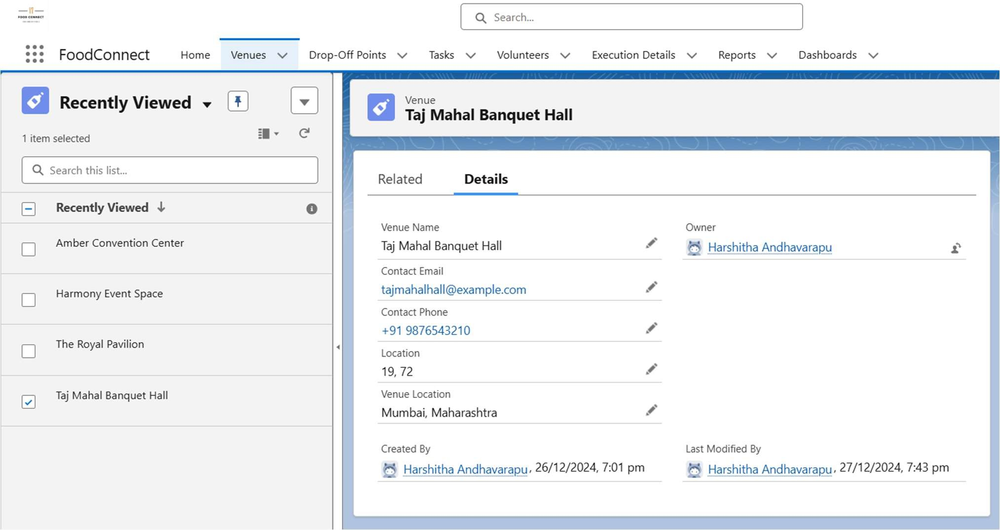 FOOD CONNECT
Search...
FoodConnect Home Venues Drop-Off Points Tasks Volunteers Execution Details Reports Dashboards
Recently Viewed
1 item selected
Search this list...
Recently Viewed
Amber Convention Center
Harmony Event Space
The Royal Pavilion
Taj Mahal Banquet Hall
Venue
Taj Mahal Banquet Hall
Related Details
Venue Name
Taj Mahal Banquet Hall
Owner
Harshitha Andhavarapu
Contact Email
tajmahalhall@example.com
Contact Phone
+91 9876543210
Location
19, 72
Venue Location
Mumbai, Maharashtra
Created By
Harshitha Andhavarapu, 26/12/2024, 7:01 pm
Last Modified By
Harshitha Andhavarapu, 27/12/2024, 7:43 pm